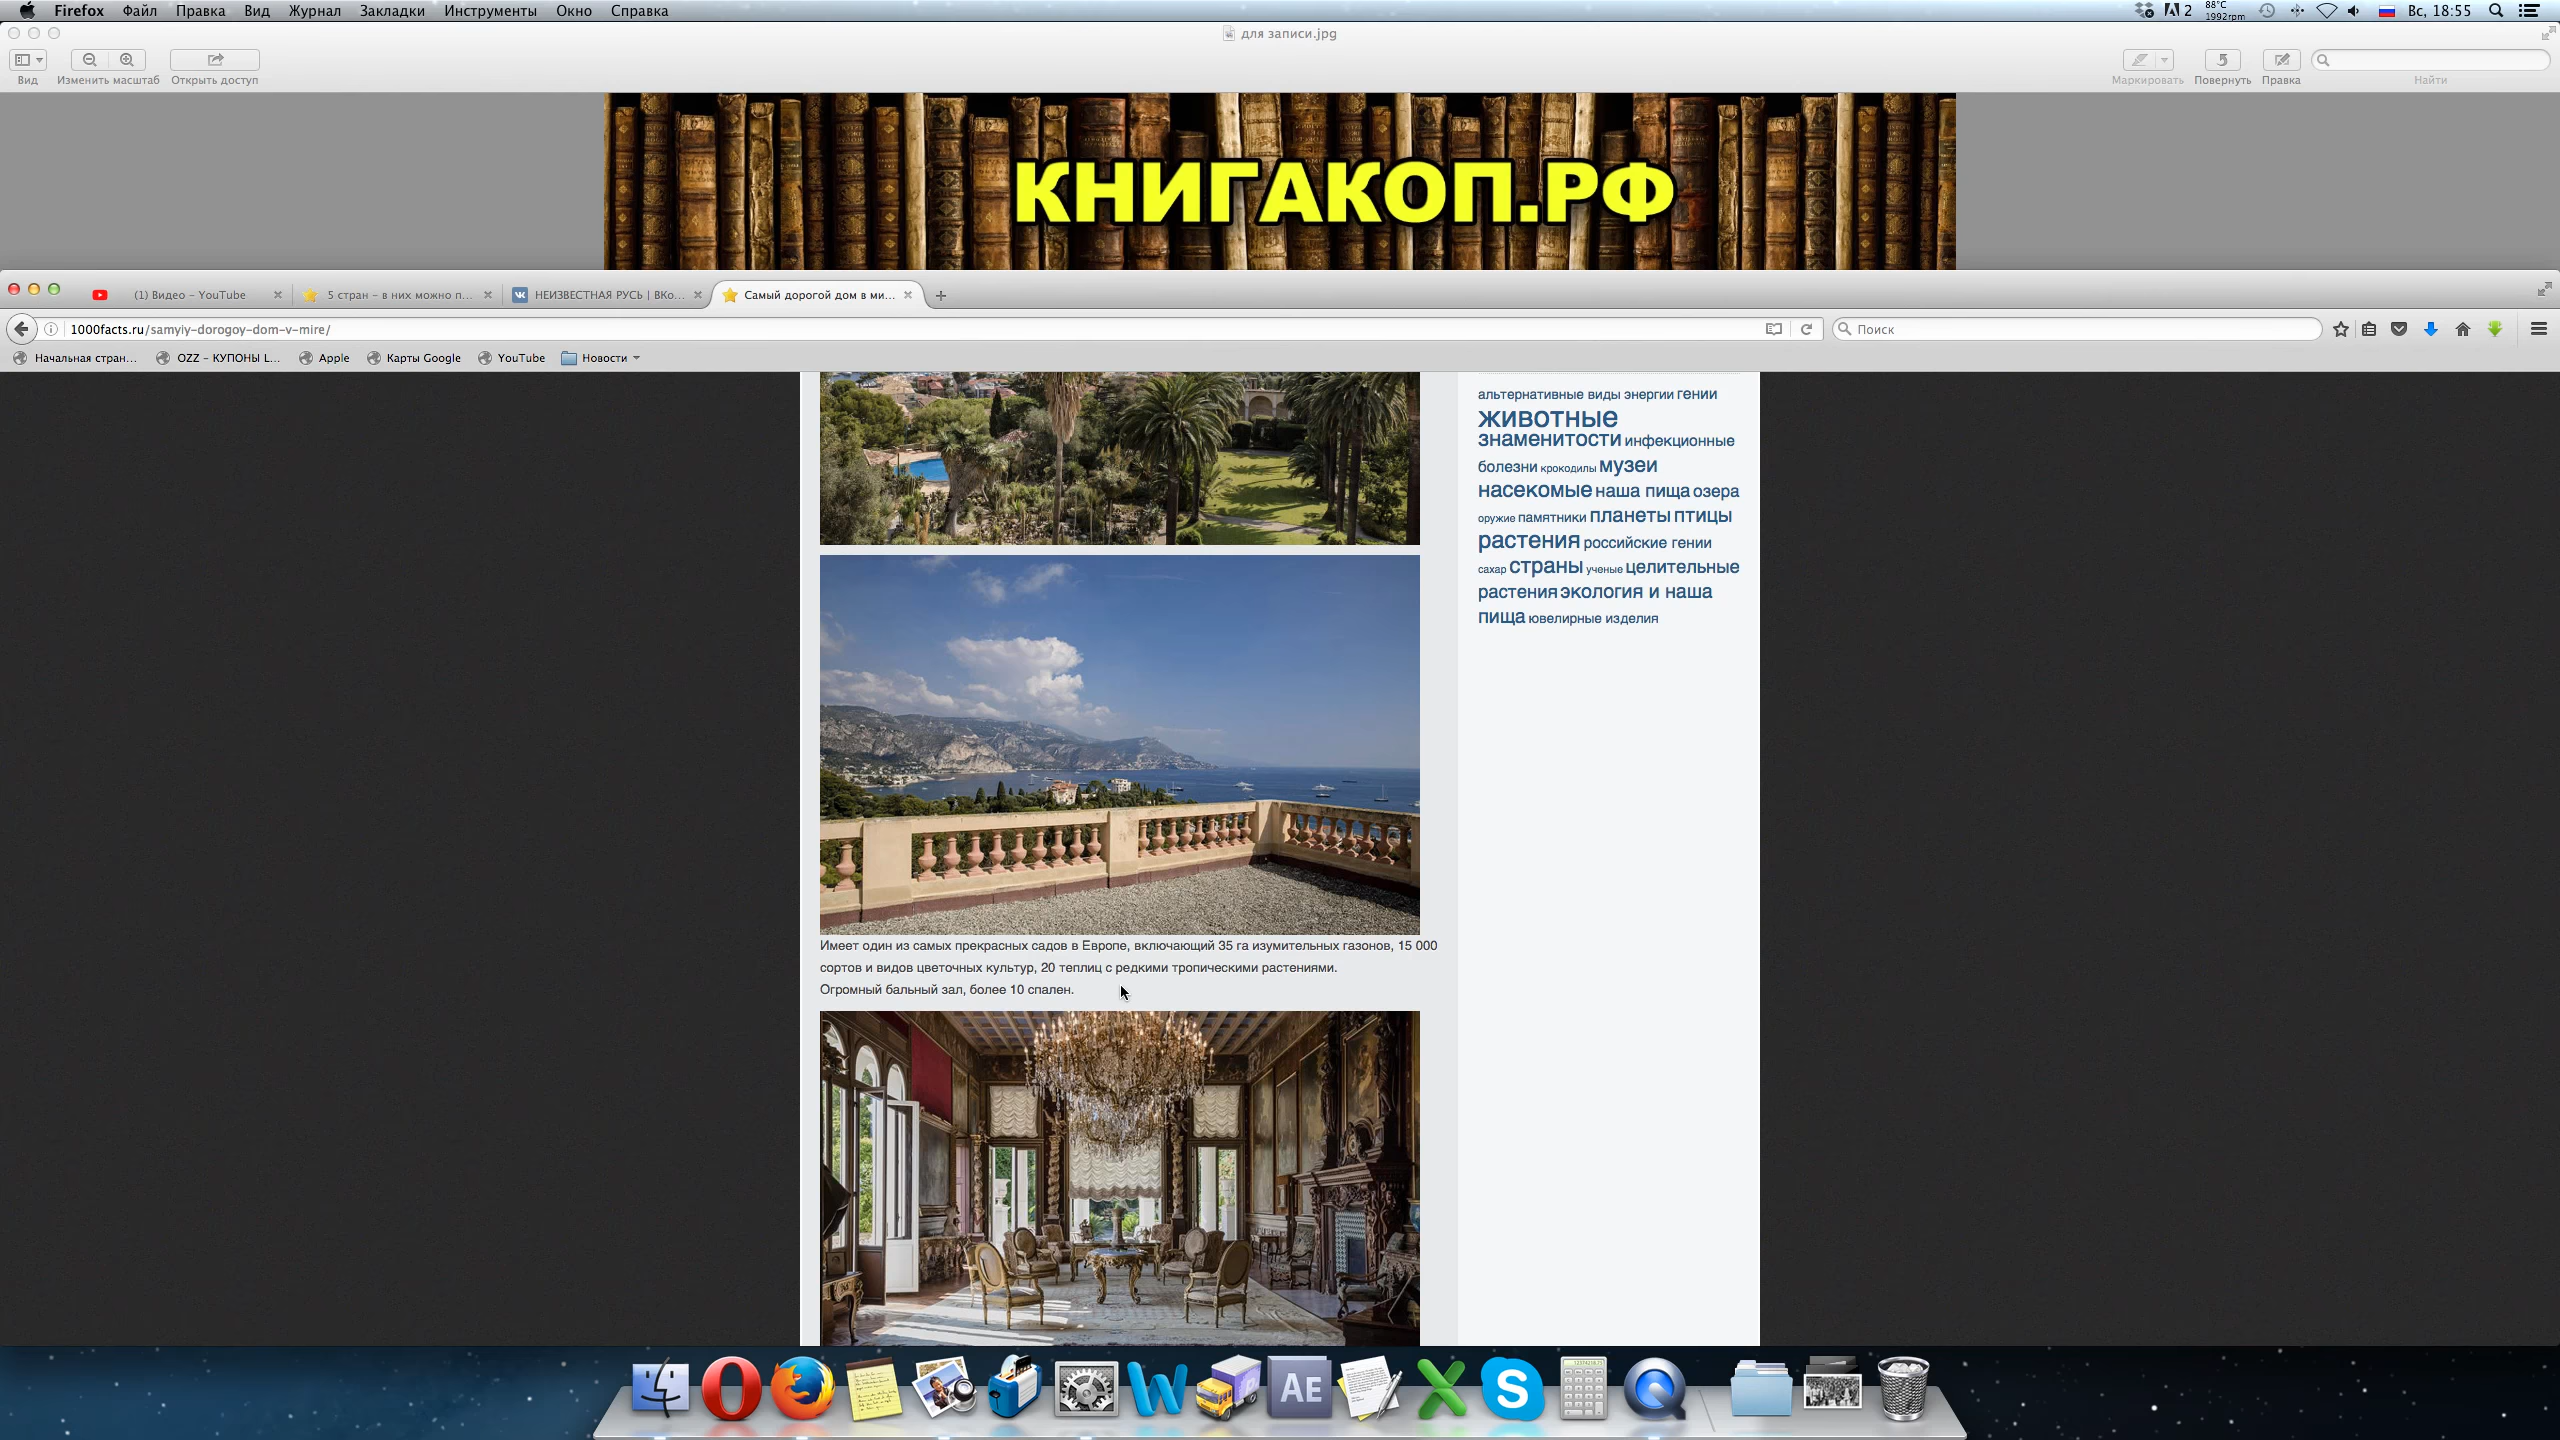 Firefox Файл Правка Вид Журнал Закладки Инструменты Окно Справка
2 88°C 1992rpm Вс, 18:55
для записи.jpg
Вид Изменить масштаб Открыть доступ
Маркировать Повернуть Правка Найти
КНИГАКОП.РФ
(1) Видео - YouTube
5 стран - в них можно п...
НЕИЗВЕСТНАЯ РУСЬ | ВКо...
Самый дорогой дом в ми...
1000facts.ru/samyiy-dorogoy-dom-v-mire/
Поиск
Начальная стран... OZZ - КУПОНЫ L... Apple Карты Google YouTube Новости
альтернативные виды энергии гении
животные
знаменитости инфекционные
болезни крокодилы музеи
насекомые наша пища озера
оружие памятники планеты птицы
растения российские гении
сахар страны ученые целительные
растения экология и наша
пища ювелирные изделия
Имеет один из самых прекрасных садов в Европе, включающий 35 га изумительных газонов, 15 000
сортов и видов цветочных культур, 20 теплиц с редкими тропическими растениями.
Огромный бальный зал, более 10 спален.
W AE X S